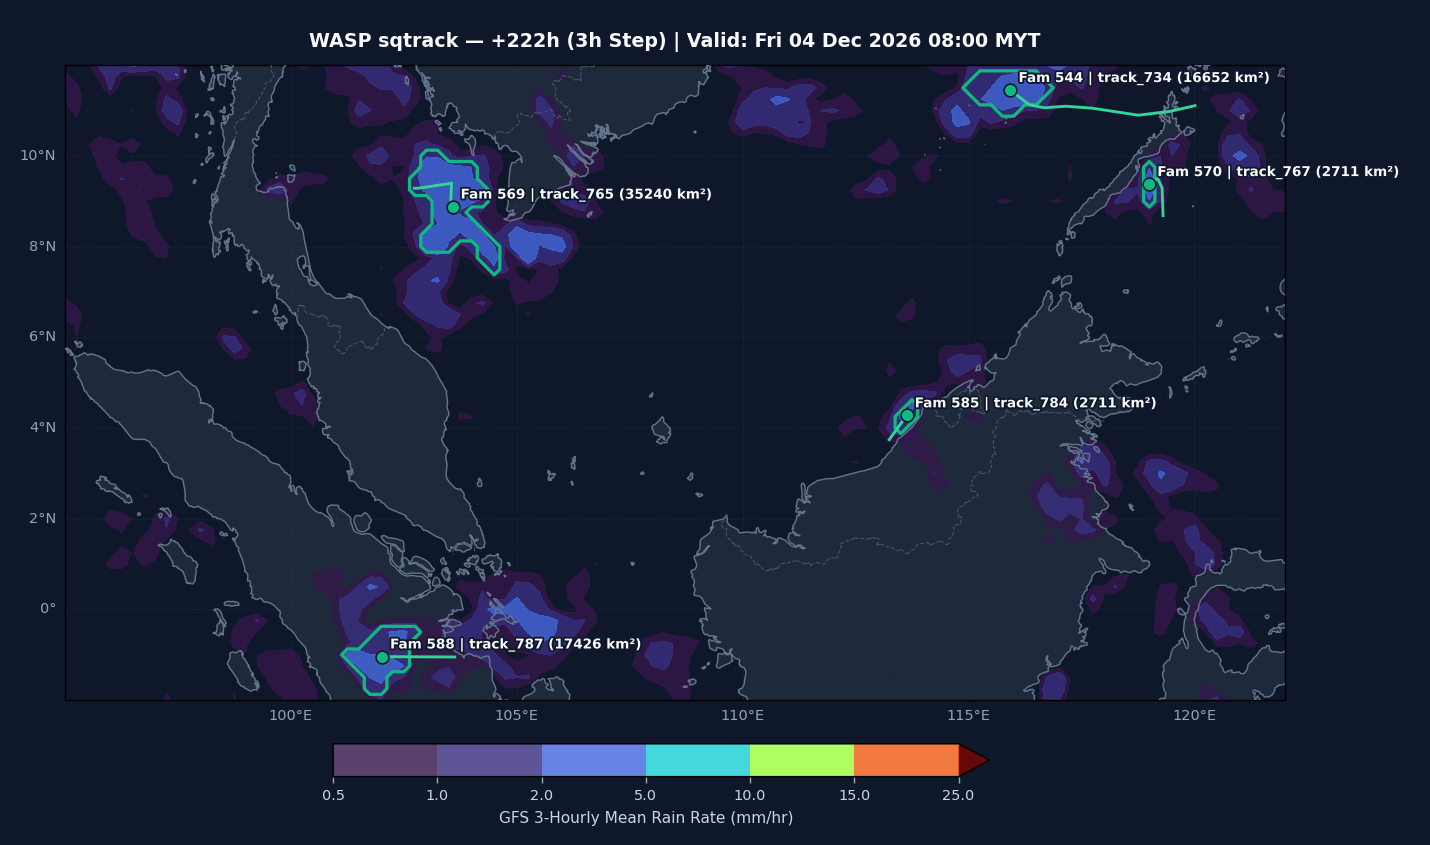 WASP sqtrack — +222h (3h Step) | Valid: Fri 04 Dec 2026 08:00 MYT
Fam 544 | track_734 (16652 km²)
10°N
Fam 570 | track_767 (2711 km²)
Fam 569 | track_765 (35240 km²)
8°N
6°N
Fam 585 | track_784 (2711 km²)
4°N
2°N
0°
Fam 588 | track_787 (17426 km²)
100°E 105°E 110°E 115°E 120°E
0.5 1.0 2.0 5.0 10.0 15.0 25.0
GFS 3-Hourly Mean Rain Rate (mm/hr)